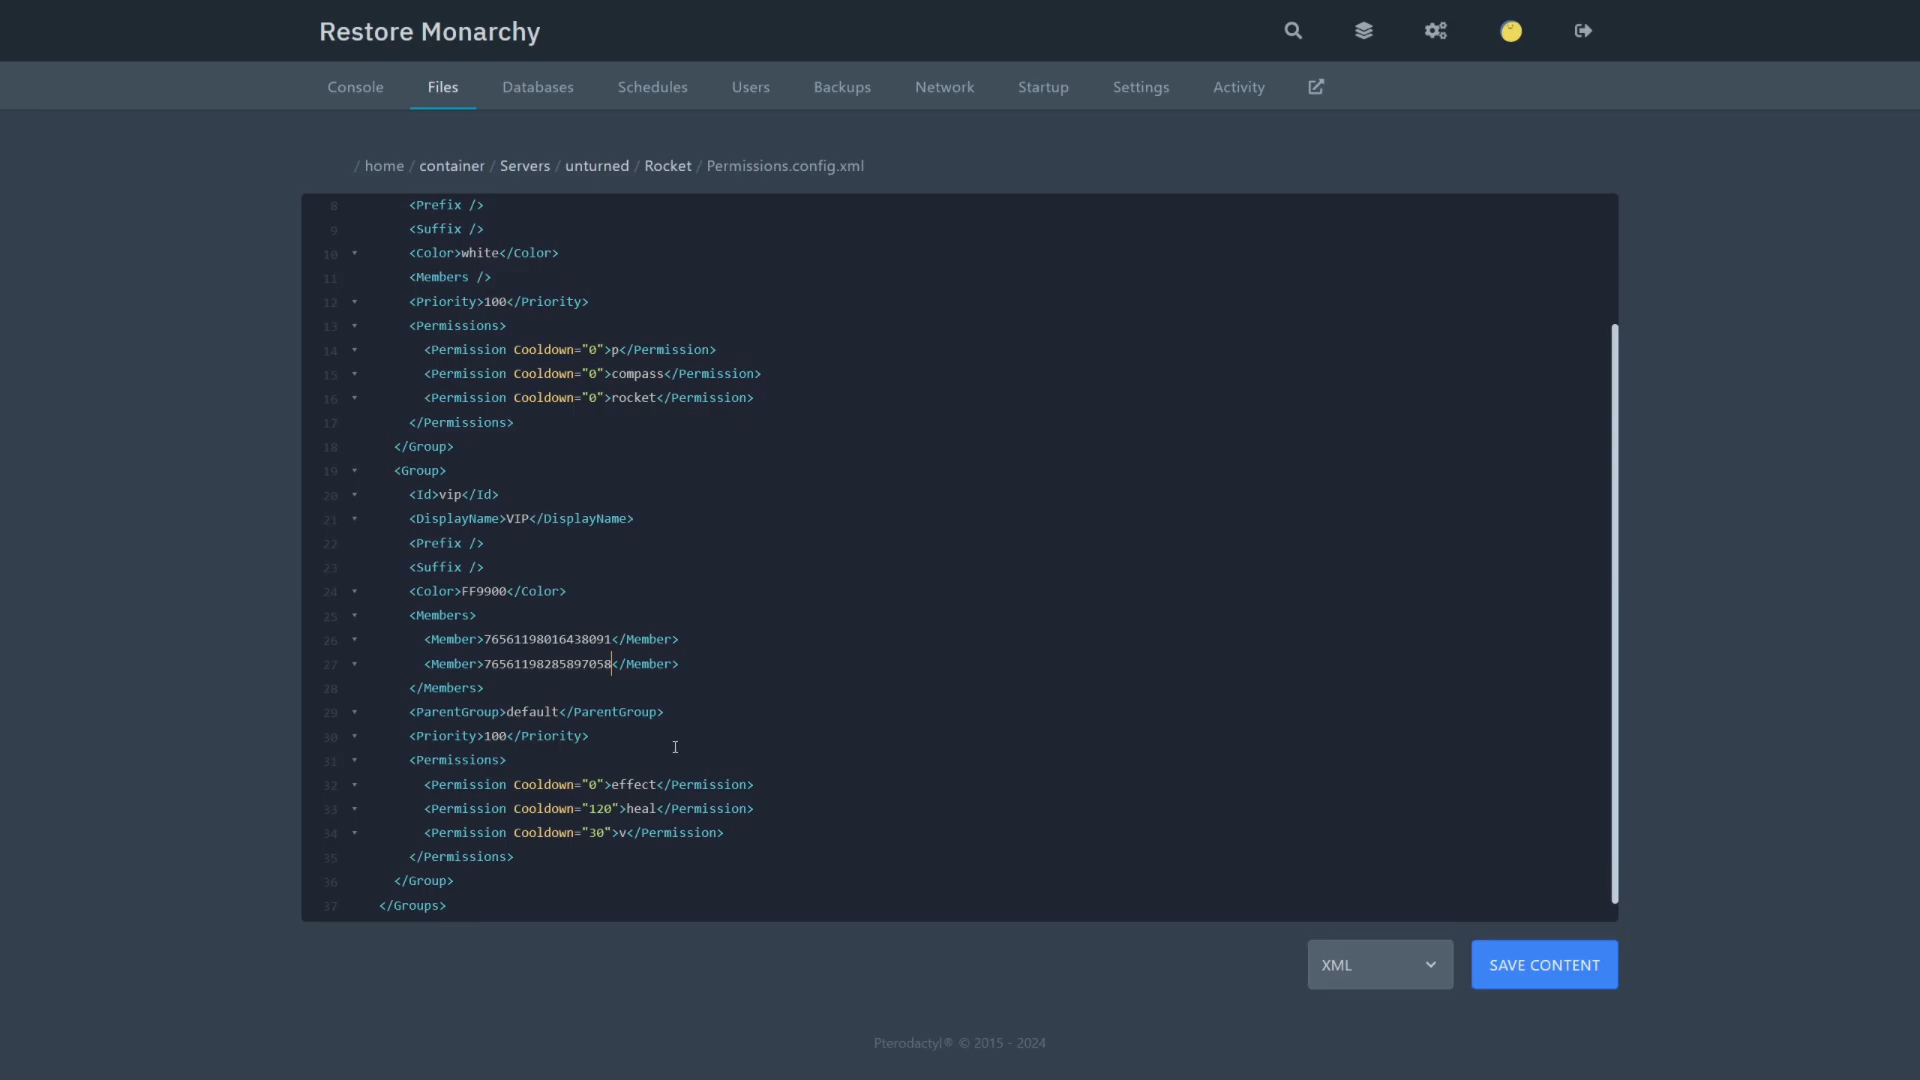 Restore Monarchy
Console Files Databases Schedules Users Backups Network Startup Settings Activity
/ home / container / Servers / unturned / Rocket / Permissions.config.xml
8 <Prefix />
9 <Suffix />
10 <Color>white</Color>
11 <Members />
12 <Priority>100</Priority>
13 <Permissions>
14 <Permission Cooldown="0">p</Permission>
15 <Permission Cooldown="0">compass</Permission>
16 <Permission Cooldown="0">rocket</Permission>
17 </Permissions>
18 </Group>
19 <Group>
20 <Id>vip</Id>
21 <DisplayName>VIP</DisplayName>
22 <Prefix />
23 <Suffix />
24 <Color>FF9900</Color>
25 <Members>
26 <Member>76561198016438091</Member>
27 <Member>76561198285897058</Member>
28 </Members>
29 <ParentGroup>default</ParentGroup>
30 <Priority>100</Priority>
31 <Permissions>
32 <Permission Cooldown="0">effect</Permission>
33 <Permission Cooldown="120">heal</Permission>
34 <Permission Cooldown="30">v</Permission>
35 </Permissions>
36 </Group>
37 </Groups>
XML
SAVE CONTENT
Pterodactyl® © 2015 - 2024